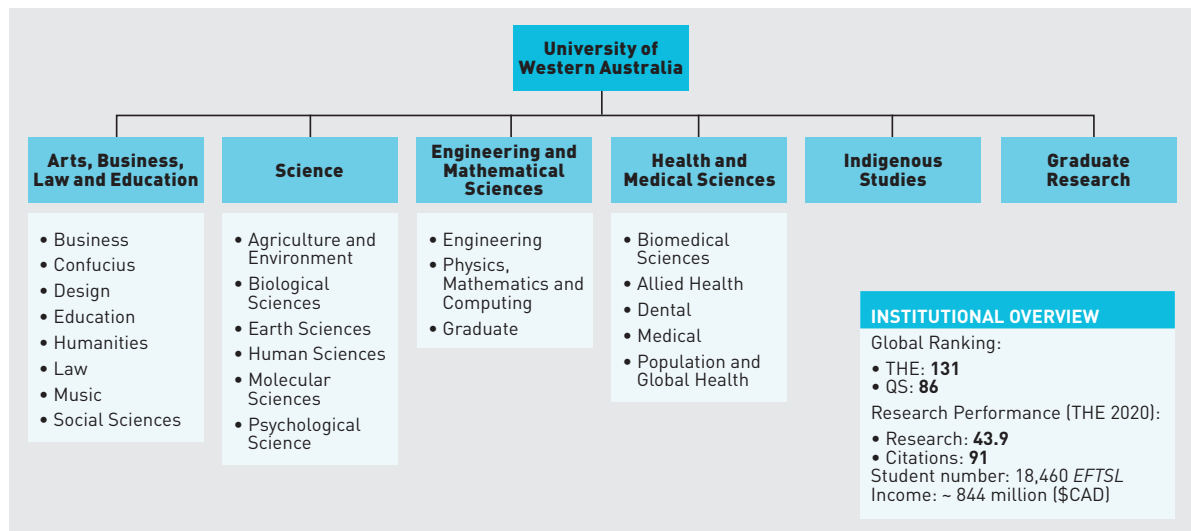 University of
Western Australia
Arts, Business,
Law and Education
Science
Engineering and
Mathematical
Sciences
Health and
Medical Sciences
Indigenous
Studies
Graduate
Research
• Business
• Confucius
• Design
• Education
• Humanities
• Law
• Music
• Social Sciences
• Agriculture and
Environment
• Biological
Sciences
• Earth Sciences
• Human Sciences
• Molecular
Sciences
• Psychological
Science
• Engineering
• Physics,
Mathematics and
Computing
• Graduate
• Biomedical
Sciences
• Allied Health
• Dental
• Medical
• Population and
Global Health
INSTITUTIONAL OVERVIEW
Global Ranking:
• THE: 131
• QS: 86
Research Performance (THE 2020):
• Research: 43.9
• Citations: 91
Student number: 18,460 EFTSL
Income: ~ 844 million ($CAD)